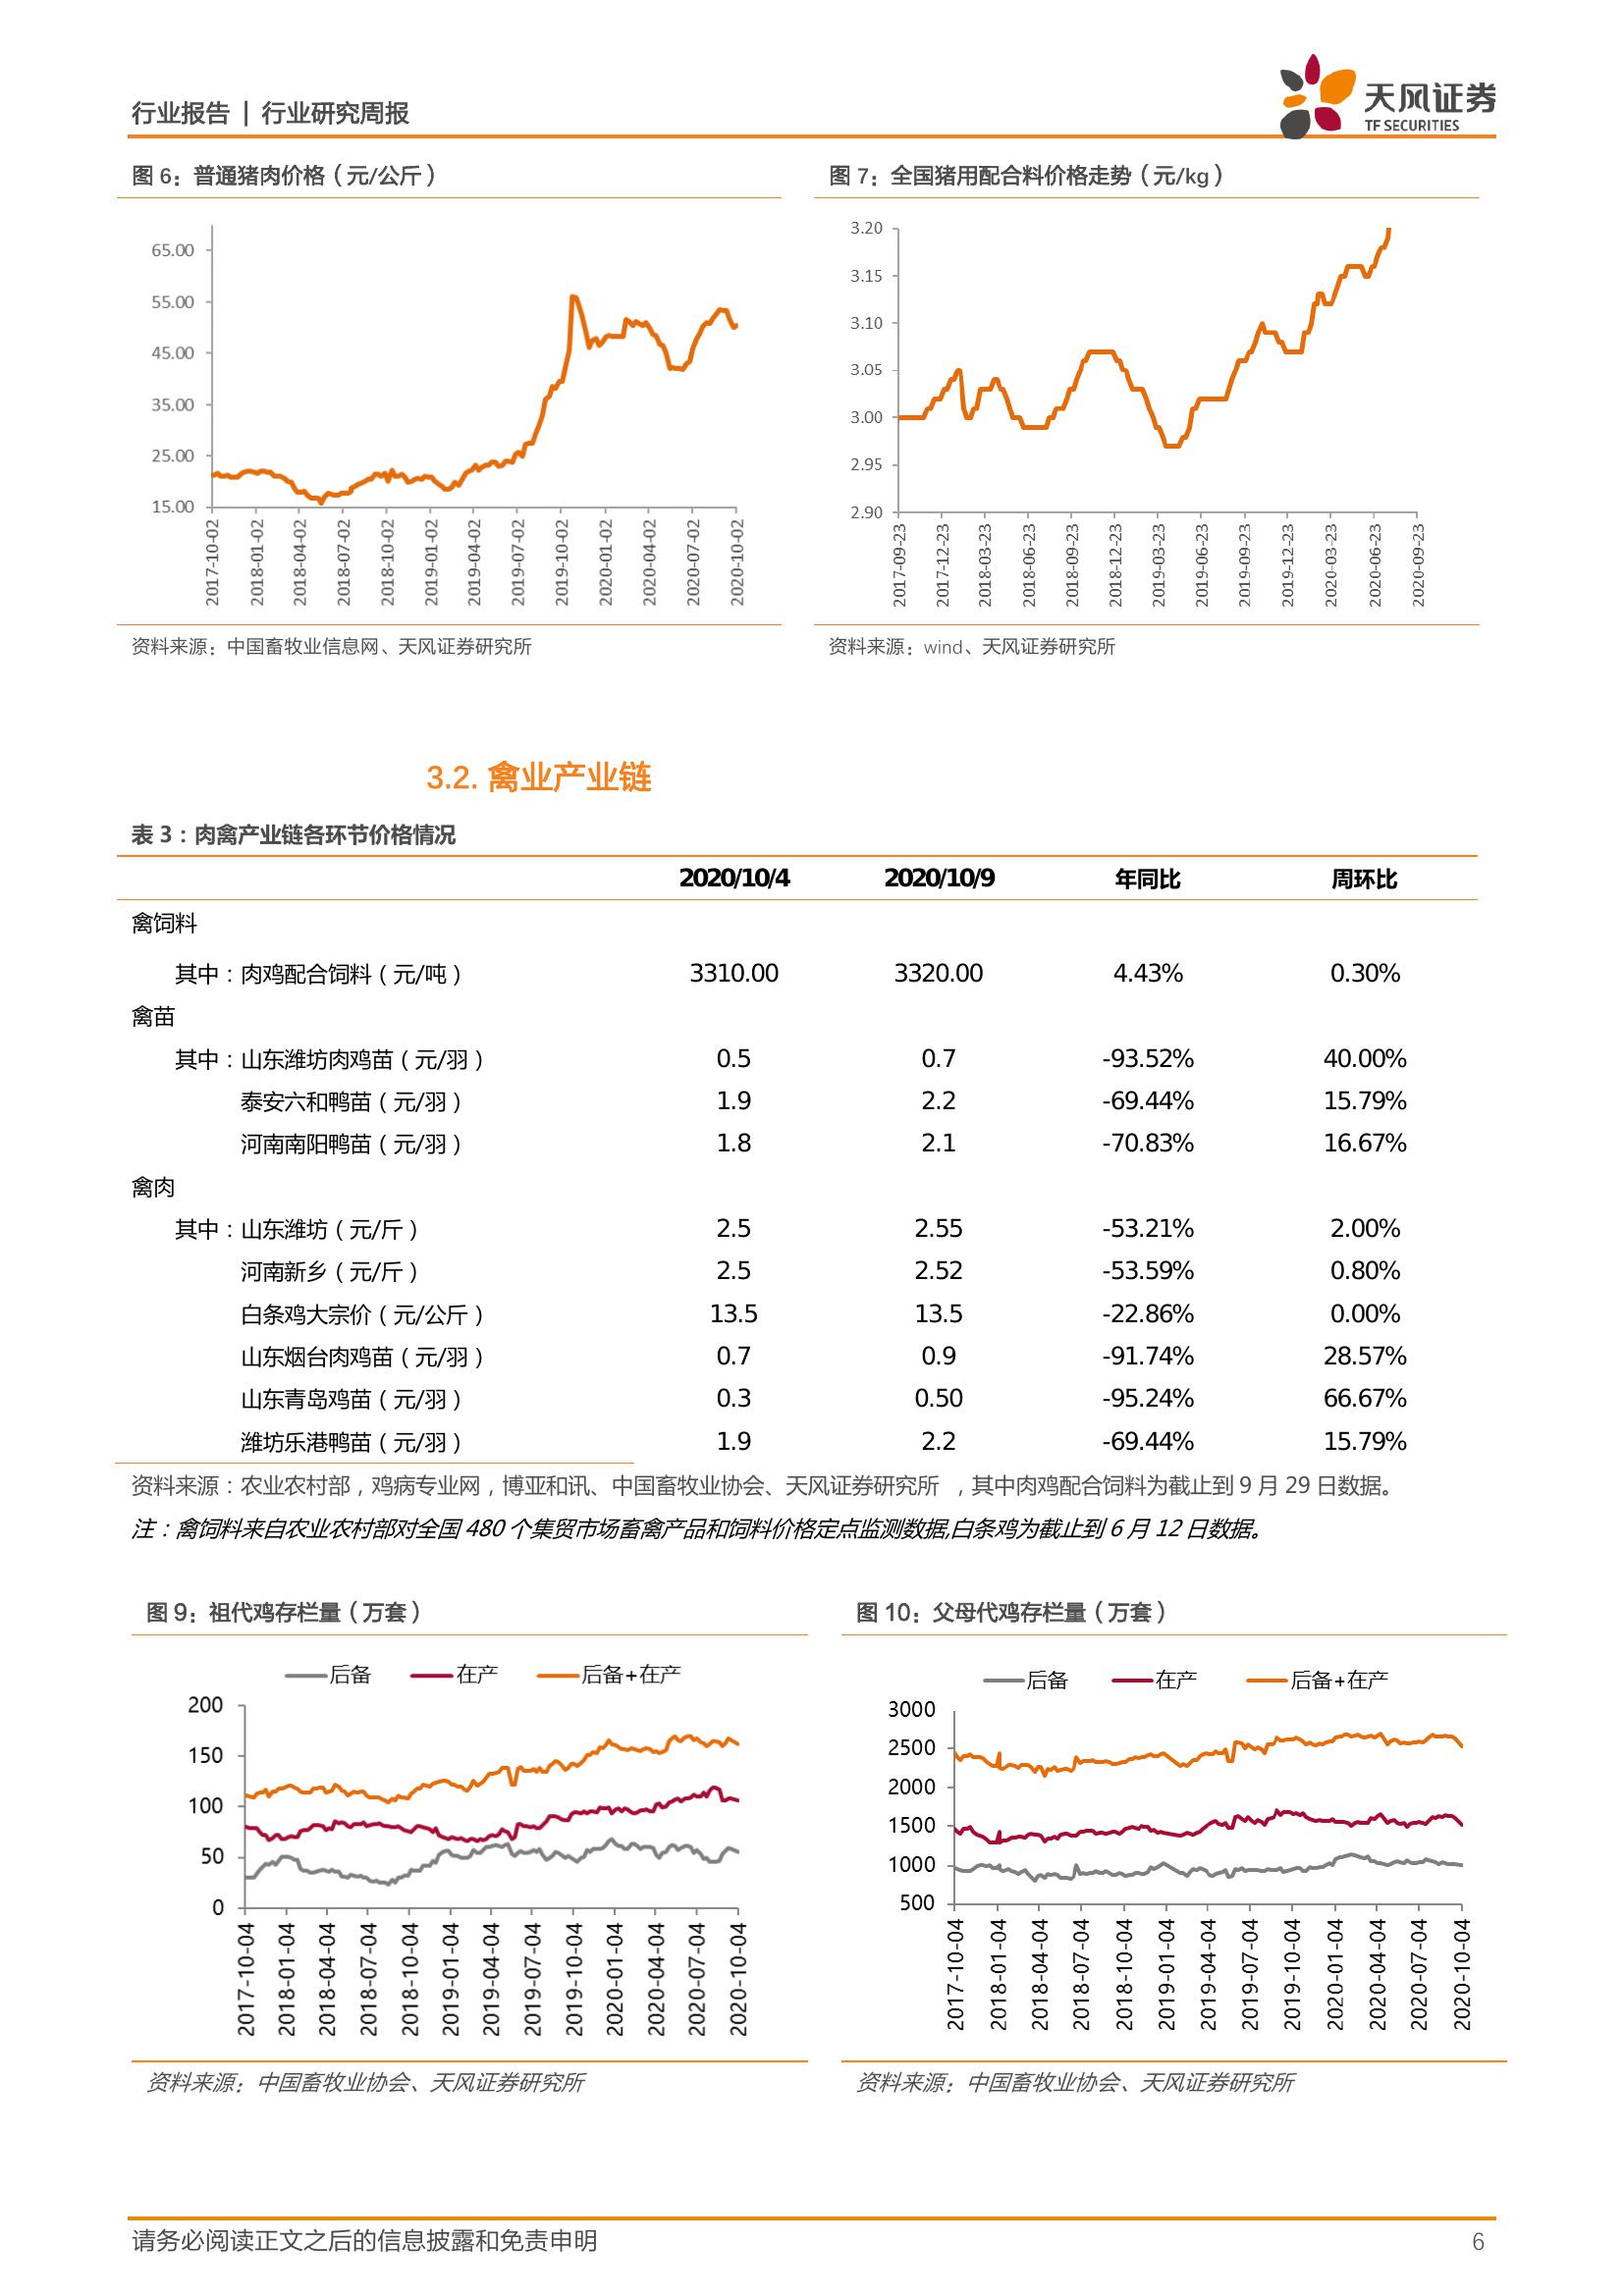 行业报告 | 行业研究周报
天风证券
TF SECURITIES
图 6：普通猪肉价格（元/公斤）
65.00
55.00
45.00
35.00
25.00
15.00
2017-10-02
2018-01-02
2018-04-02
2018-07-02
2018-10-02
2019-01-02
2019-04-02
2019-07-02
2019-10-02
2020-01-02
2020-04-02
2020-07-02
2020-10-02
资料来源：中国畜牧业信息网、天风证券研究所
图 7：全国猪用配合料价格走势（元/kg）
3.20
3.15
3.10
3.05
3.00
2.95
2.90
2017-09-23
2017-12-23
2018-03-23
2018-06-23
2018-09-23
2018-12-23
2019-03-23
2019-06-23
2019-09-23
2019-12-23
2020-03-23
2020-06-23
2020-09-23
资料来源：wind、天风证券研究所
3.2. 禽业产业链
表 3：肉禽产业链各环节价格情况
2020/10/4 2020/10/9 年同比 周环比
禽饲料
其中：肉鸡配合饲料（元/吨） 3310.00 3320.00 4.43% 0.30%
禽苗
其中：山东潍坊肉鸡苗（元/羽） 0.5 0.7 -93.52% 40.00%
泰安六和鸭苗（元/羽） 1.9 2.2 -69.44% 15.79%
河南南阳鸭苗（元/羽） 1.8 2.1 -70.83% 16.67%
禽肉
其中：山东潍坊（元/斤） 2.5 2.55 -53.21% 2.00%
河南新乡（元/斤） 2.5 2.52 -53.59% 0.80%
白条鸡大宗价（元/公斤） 13.5 13.5 -22.86% 0.00%
山东烟台肉鸡苗（元/羽） 0.7 0.9 -91.74% 28.57%
山东青岛鸡苗（元/羽） 0.3 0.50 -95.24% 66.67%
潍坊乐港鸭苗（元/羽） 1.9 2.2 -69.44% 15.79%
资料来源：农业农村部，鸡病专业网，博亚和讯、中国畜牧业协会、天风证券研究所 ，其中肉鸡配合饲料为截止到 9 月 29 日数据。
注：禽饲料来自农业农村部对全国 480 个集贸市场畜禽产品和饲料价格定点监测数据,白条鸡为截止到 6 月 12 日数据。
图 9：祖代鸡存栏量（万套）
后备 在产 后备+在产
200
150
100
50
0
2017-10-04
2018-01-04
2018-04-04
2018-07-04
2018-10-04
2019-01-04
2019-04-04
2019-07-04
2019-10-04
2020-01-04
2020-04-04
2020-07-04
2020-10-04
资料来源：中国畜牧业协会、天风证券研究所
图 10：父母代鸡存栏量（万套）
后备 在产 后备+在产
3000
2500
2000
1500
1000
500
2017-10-04
2018-01-04
2018-04-04
2018-07-04
2018-10-04
2019-01-04
2019-04-04
2019-07-04
2019-10-04
2020-01-04
2020-04-04
2020-07-04
2020-10-04
资料来源：中国畜牧业协会、天风证券研究所
请务必阅读正文之后的信息披露和免责申明 6